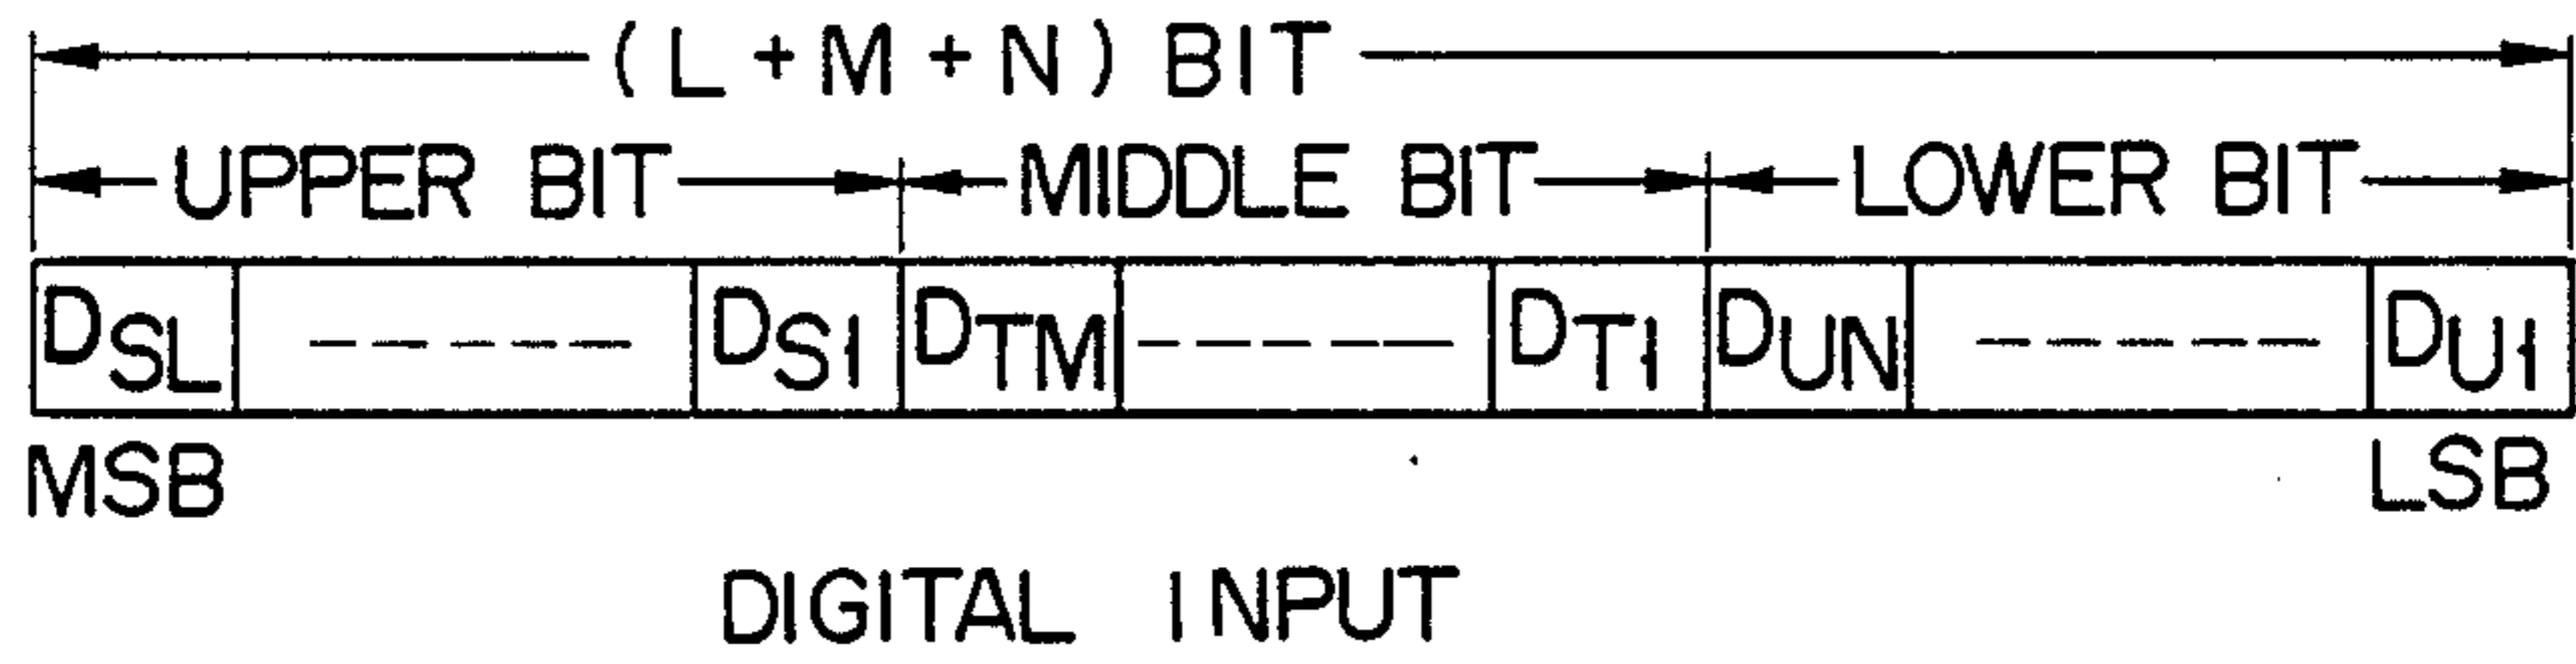 (L+M+N) BIT
UPPER BIT MIDDLE BIT LOWER BIT
DSL ----- DS1 DTM ----- DT1 DUN ----- DU1
MSB LSB
DIGITAL INPUT